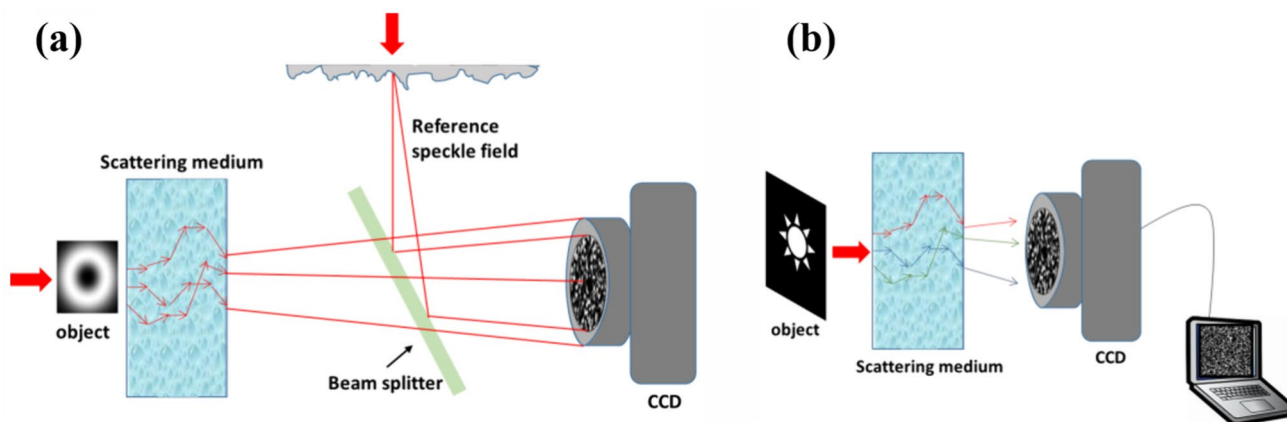 (a)
Reference
speckle field
Scattering medium
object
Beam splitter
CCD
(b)
object
Scattering medium
CCD